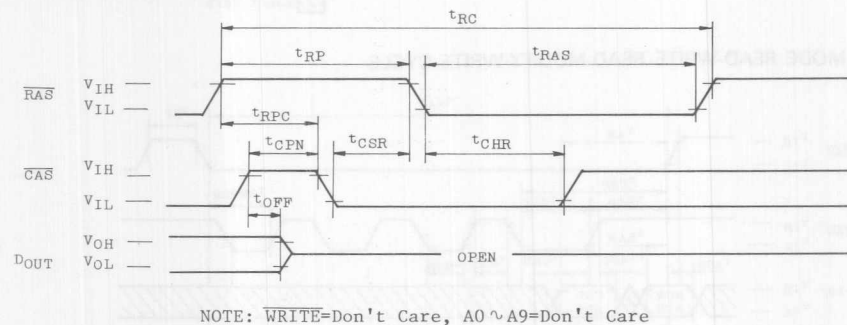 tRC
tRP
tRAS
RAS
VIH
VIL
tRPC
tCPN
tCSR
tCHR
CAS
VIH
VIL
tOFF
DOUT
VOH
VOL
OPEN
NOTE: WRITE=Don't Care, A0 ~ A9=Don't Care